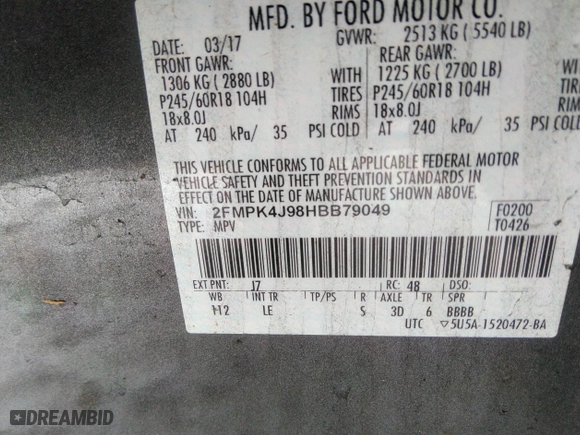 MFD. BY FORD MOTOR CO.
DATE: 03/17 GVWR: 2513 KG ( 5540 LB)
FRONT GAWR: REAR GAWR:
1306 KG ( 2880 LB) WITH 1225 KG ( 2700 LB) WITH
P245/60R18 104H TIRES P245/60R18 104H TIRES
18x8.0J RIMS 18x8.0J RIMS
AT 240 kPa/ 35 PSI COLD AT 240 kPa/ 35 PSI COLD
THIS VEHICLE CONFORMS TO ALL APPLICABLE FEDERAL MOTOR
VEHICLE SAFETY AND THEFT PREVENTION STANDARDS IN
EFFECT ON THE DATE OF MANUFACTURE SHOWN ABOVE.
VIN: 2FMPK4J98HBB79049 F0200
TYPE: MPV T0426
EXT PNT: J7 RC: 48 DSO:
WB INT TR TP/PS R AXLE TR SPR
LE S 3D 6 BBBB
UTC ▽5U5A-1520472-BA
DREAMBID